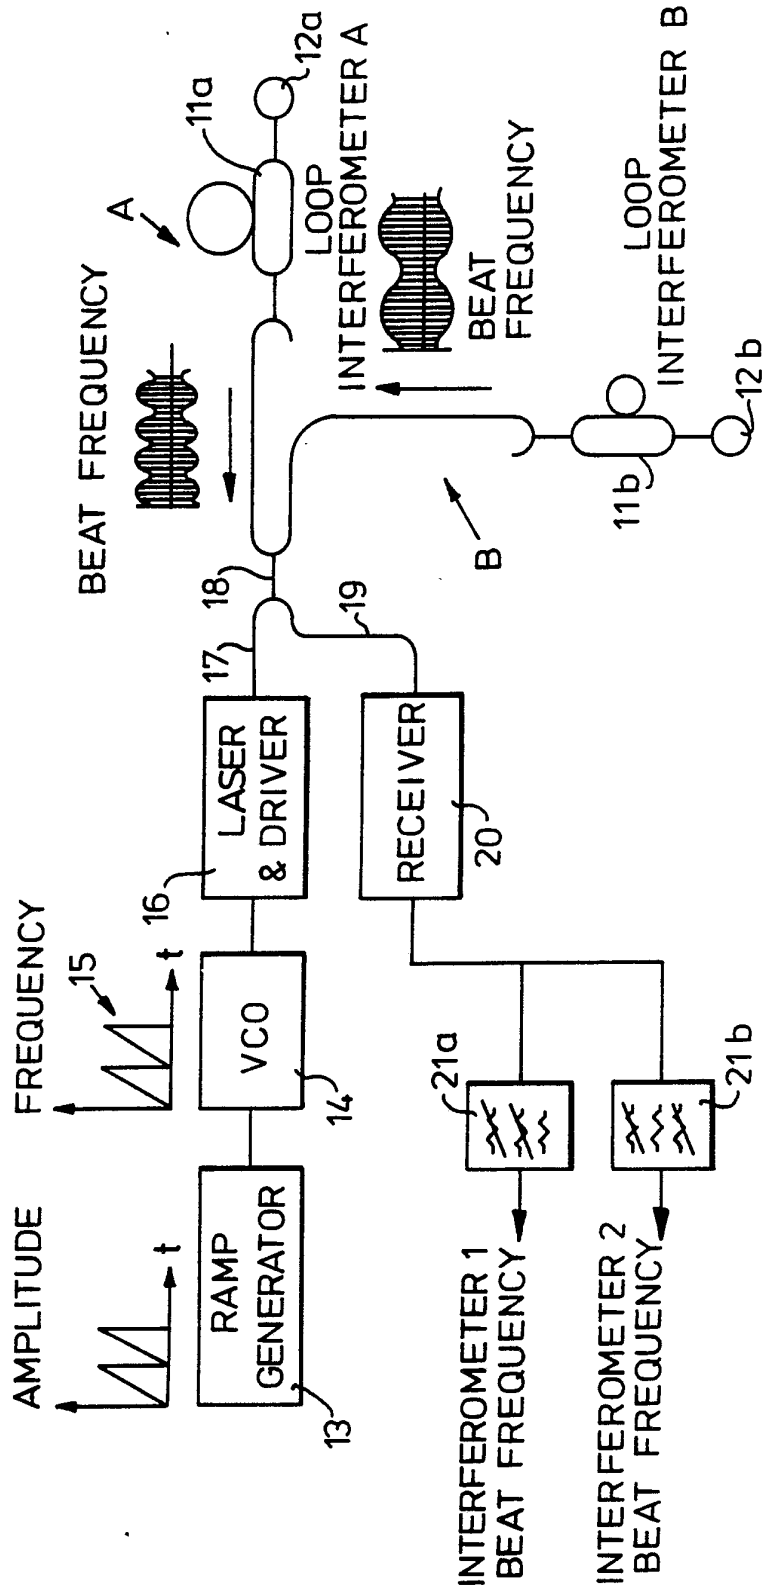 AMPLITUDE
t
RAMP
GENERATOR
13
FREQUENCY
15
t
VCO
14
16
LASER
& DRIVER
17
18
19
RECEIVER
20
BEAT FREQUENCY
A
11a
12a
LOOP
INTERFEROMETER A
BEAT
FREQUENCY
B
11b
12b
LOOP
INTERFEROMETER B
21a
21b
INTERFEROMETER 1
BEAT FREQUENCY
INTERFEROMETER 2
BEAT FREQUENCY